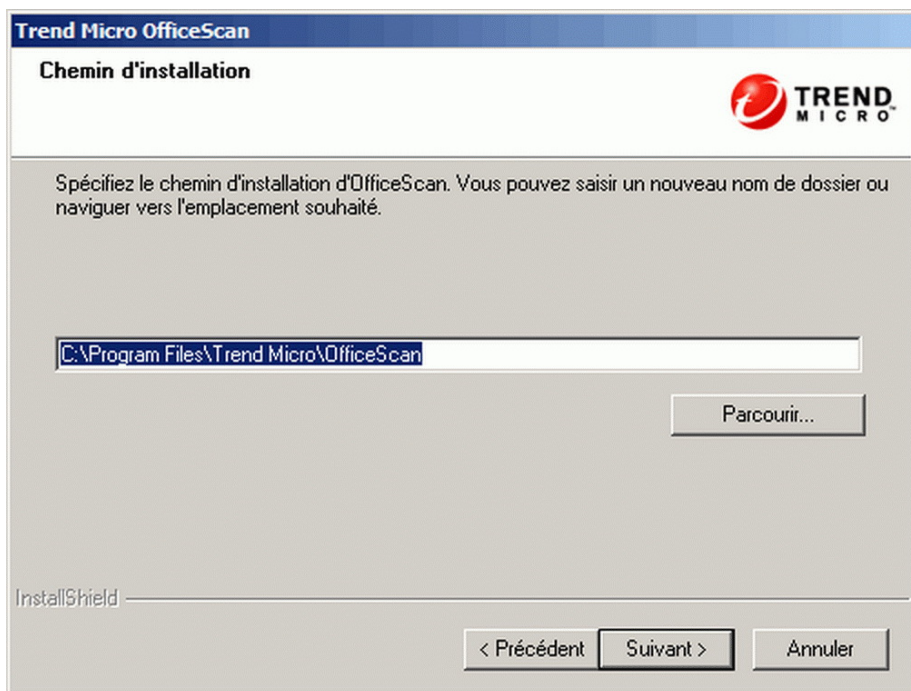 Trend Micro OfficeScan
Chemin d'installation
TREND
MICRO™
Spécifiez le chemin d'installation d'OfficeScan. Vous pouvez saisir un nouveau nom de dossier ou
naviguer vers l'emplacement souhaité.
C:\Program Files\Trend Micro\OfficeScan
Parcourir...
InstallShield
< Précédent
Suivant >
Annuler